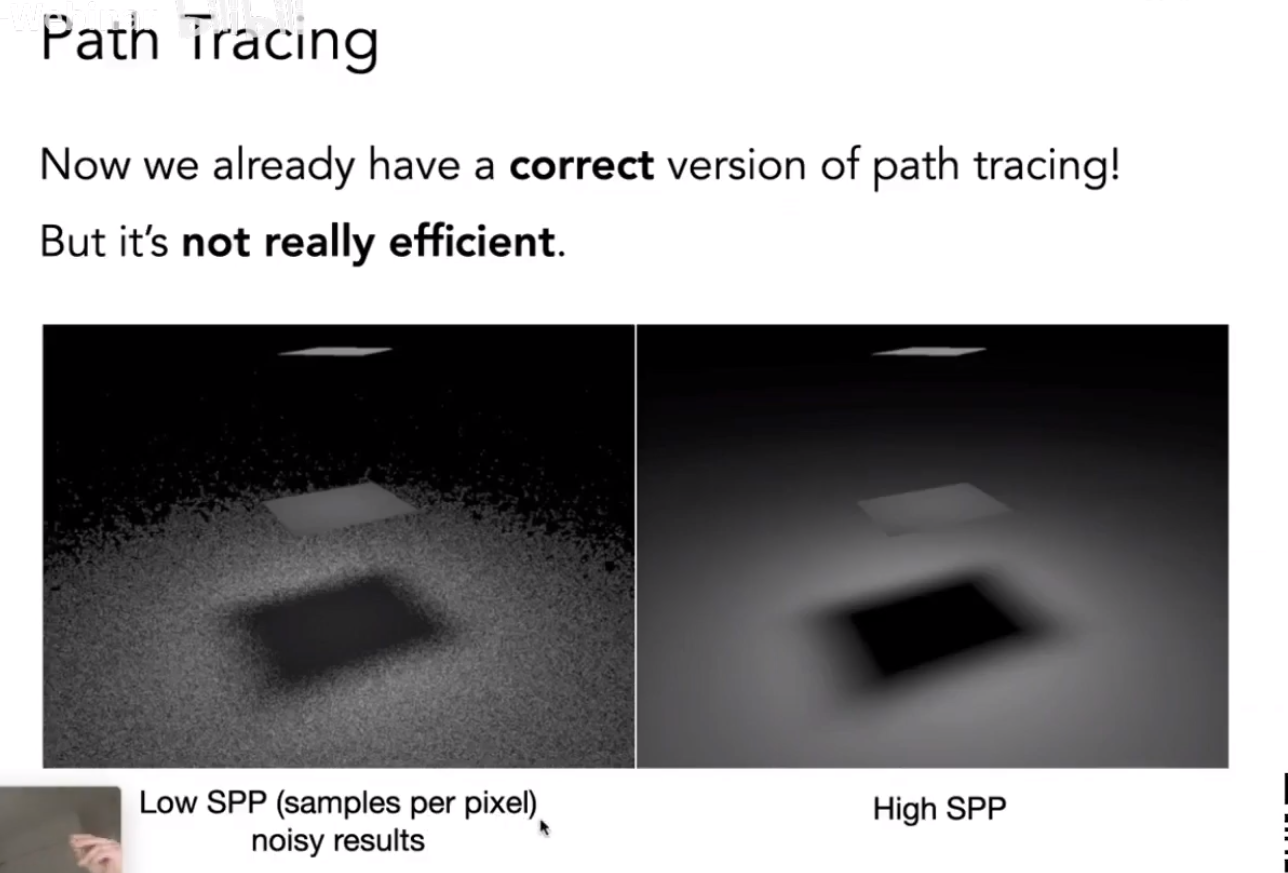 Path Tracing
Now we already have a correct version of path tracing!
But it's not really efficient.
Low SPP (samples per pixel)
noisy results
High SPP